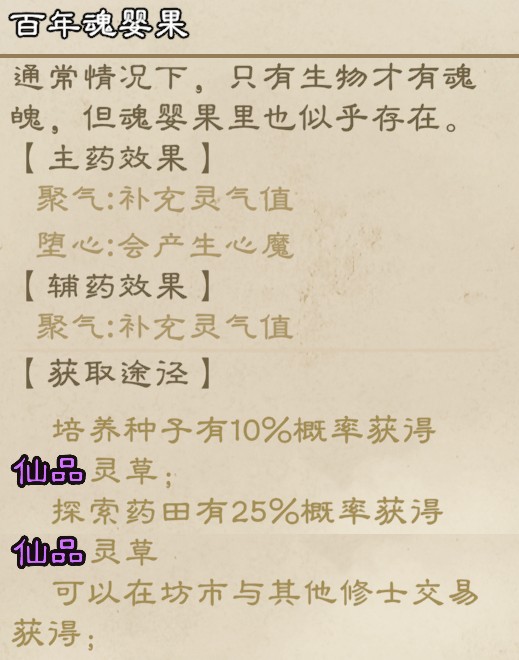 百年魂婴果
通常情况下，只有生物才有魂
魄，但魂婴果里也似乎存在。
【主药效果】
聚气:补充灵气值
堕心:会产生心魔
【辅药效果】
聚气:补充灵气值
【获取途径】
培养种子有10%概率获得
仙品灵草;
探索药田有25%概率获得
仙品灵草
可以在坊市与其他修士交易
获得;